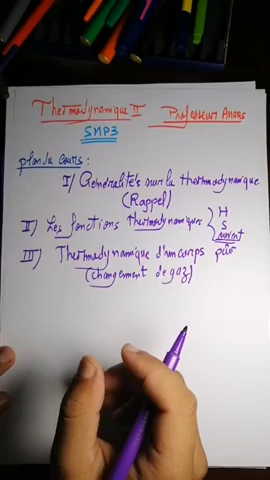 Thermodynamique II Professeur Anass
SMP3
plan du cours :
I) Généralités sur la thermodynamique
(Rappel)
II) Les fonctions thermodynamiques { H
S
III) Thermodynamique d'un corps pûr
(changement de gaz)